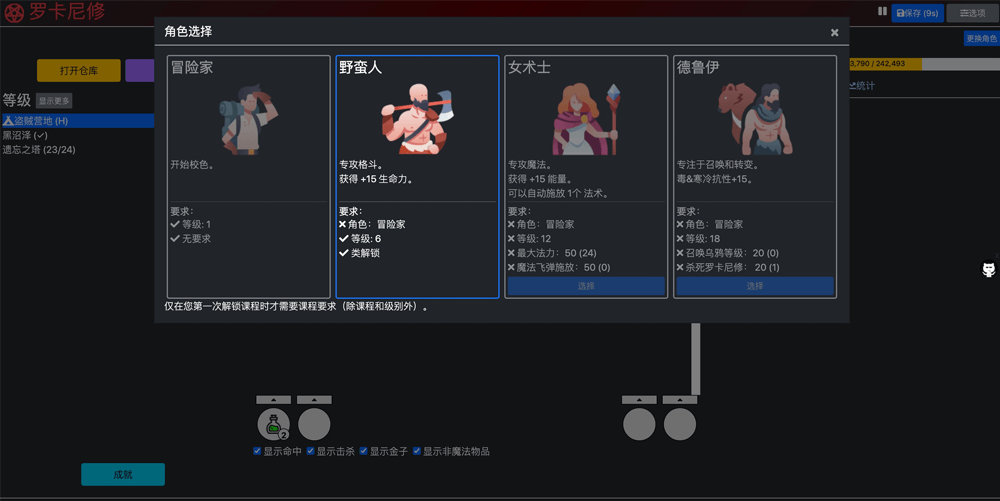 罗卡尼修
保存 (9s)
选项
更换角色
角色选择
×
打开仓库
3,790 / 242,493
统计
等级
显示更多
盗贼营地 (H)
黑沼泽 (✓)
遗忘之塔 (23/24)
冒险家
开始校色。
要求:
等级: 1
无要求
野蛮人
专攻格斗。
获得 +15 生命力。
要求:
角色：冒险家
等级: 6
类解锁
女术士
专攻魔法。
获得 +15 能量。
可以自动施放 1个 法术。
要求:
角色：冒险家
等级: 12
最大法力：50 (24)
魔法飞弹施放：50 (0)
选择
德鲁伊
专注于召唤和转变。
毒&寒冷抗性+15。
要求:
角色：冒险家
等级: 18
召唤乌鸦等级：20 (0)
杀死罗卡尼修：20 (1)
选择
仅在您第一次解锁课程时才需要课程要求（除课程和级别外）。
2
显示命中
显示击杀
显示金子
显示非魔法物品
成就